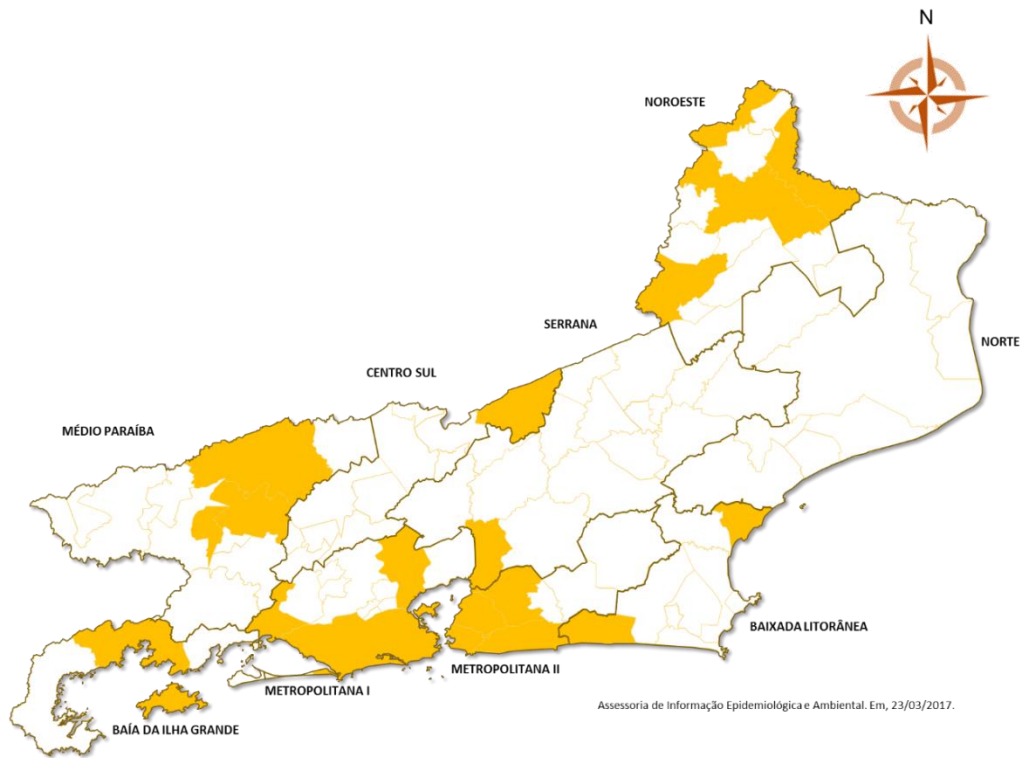 N
NOROESTE
SERRANA
NORTE
CENTRO SUL
MÉDIO PARAÍBA
BAIXADA LITORÂNEA
METROPOLITANA II
METROPOLITANA I
BAÍA DA ILHA GRANDE
Assessoria de Informação Epidemiológica e Ambiental. Em, 23/03/2017.